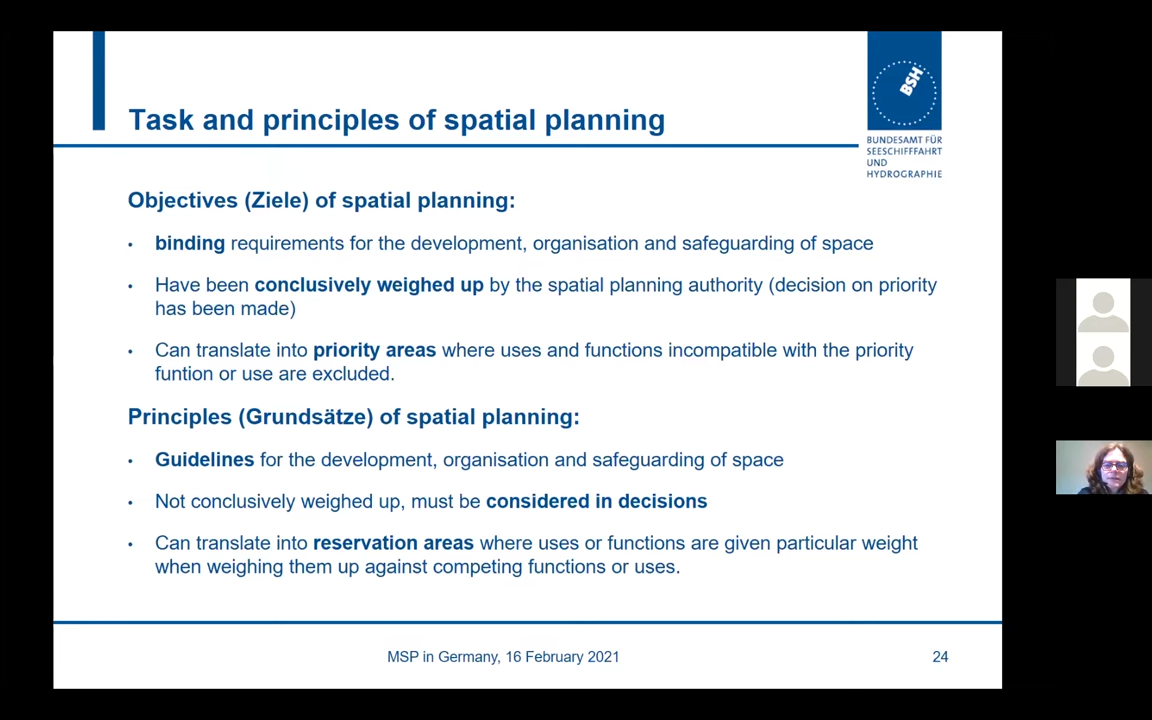 BSH
BUNDESAMT FÜR
SEESCHIFFFAHRT
UND
HYDROGRAPHIE
Task and principles of spatial planning
Objectives (Ziele) of spatial planning:
• binding requirements for the development, organisation and safeguarding of space
• Have been conclusively weighed up by the spatial planning authority (decision on priority
has been made)
• Can translate into priority areas where uses and functions incompatible with the priority
funtion or use are excluded.
Principles (Grundsätze) of spatial planning:
• Guidelines for the development, organisation and safeguarding of space
• Not conclusively weighed up, must be considered in decisions
• Can translate into reservation areas where uses or functions are given particular weight
when weighing them up against competing functions or uses.
MSP in Germany, 16 February 2021
24